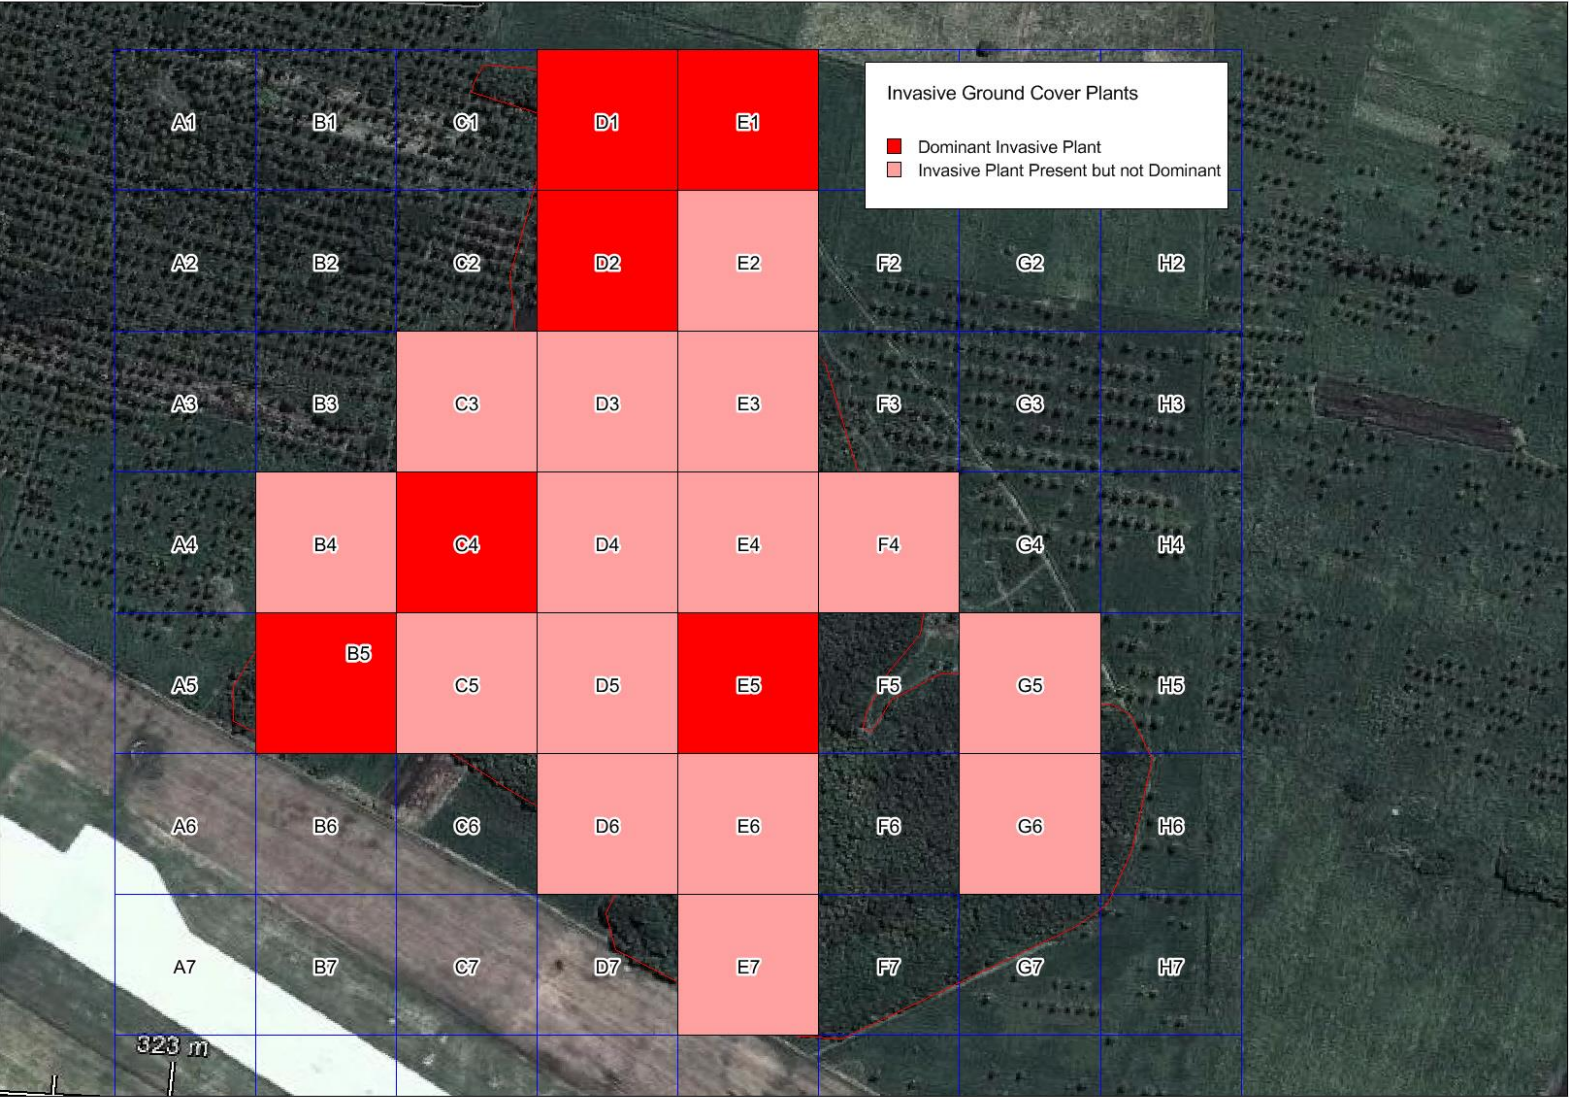 Invasive Ground Cover Plants
Dominant Invasive Plant
Invasive Plant Present but not Dominant
A1 B1 C1 D1 E1
A2 B2 C2 D2 E2 F2 G2 H2
A3 B3 C3 D3 E3 F3 G3 H3
A4 B4 C4 D4 E4 F4 G4 H4
A5 B5 C5 D5 E5 F5 G5 H5
A6 B6 C6 D6 E6 F6 G6 H6
A7 B7 C7 D7 E7 F7 G7 H7
323 m